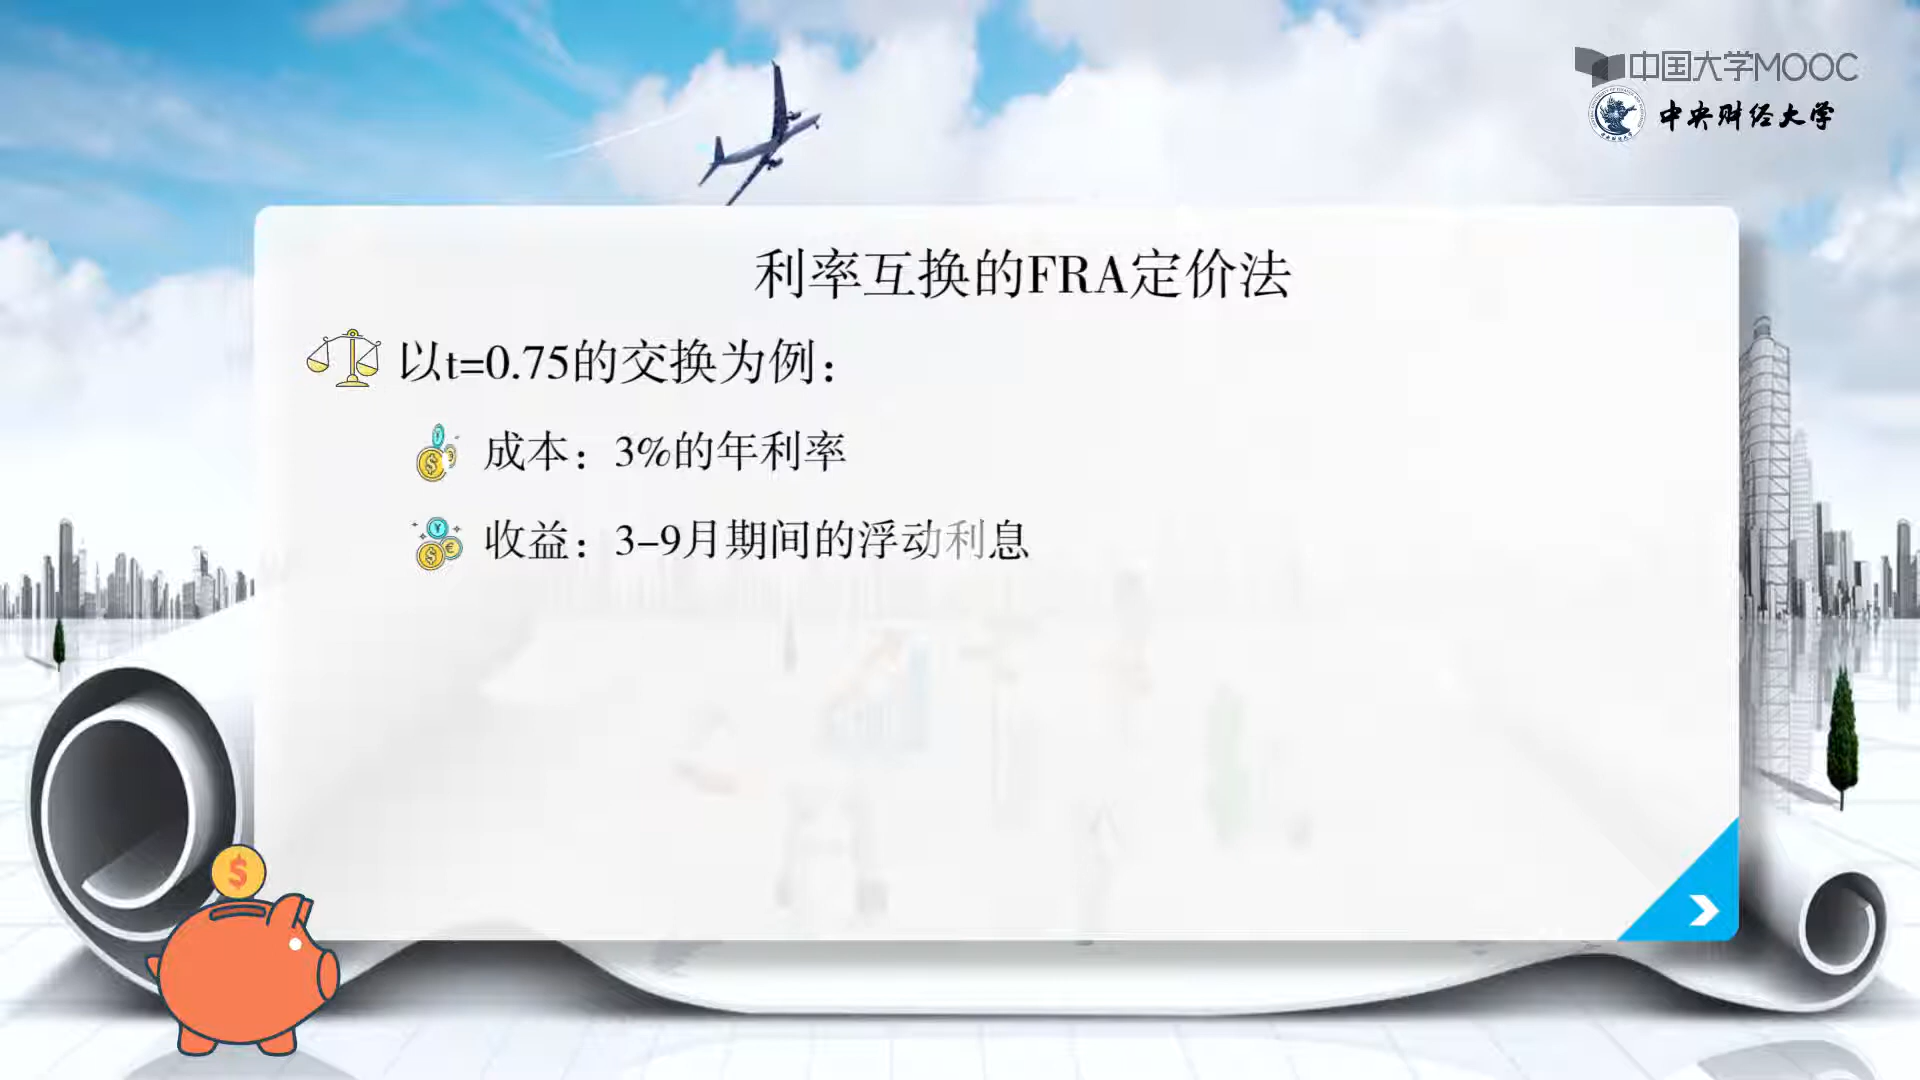 中国大学MOOC
中央财经大学
利率互换的FRA定价法
以t=0.75的交换为例：
成本：3%的年利率
收益：3-9月期间的浮动利息